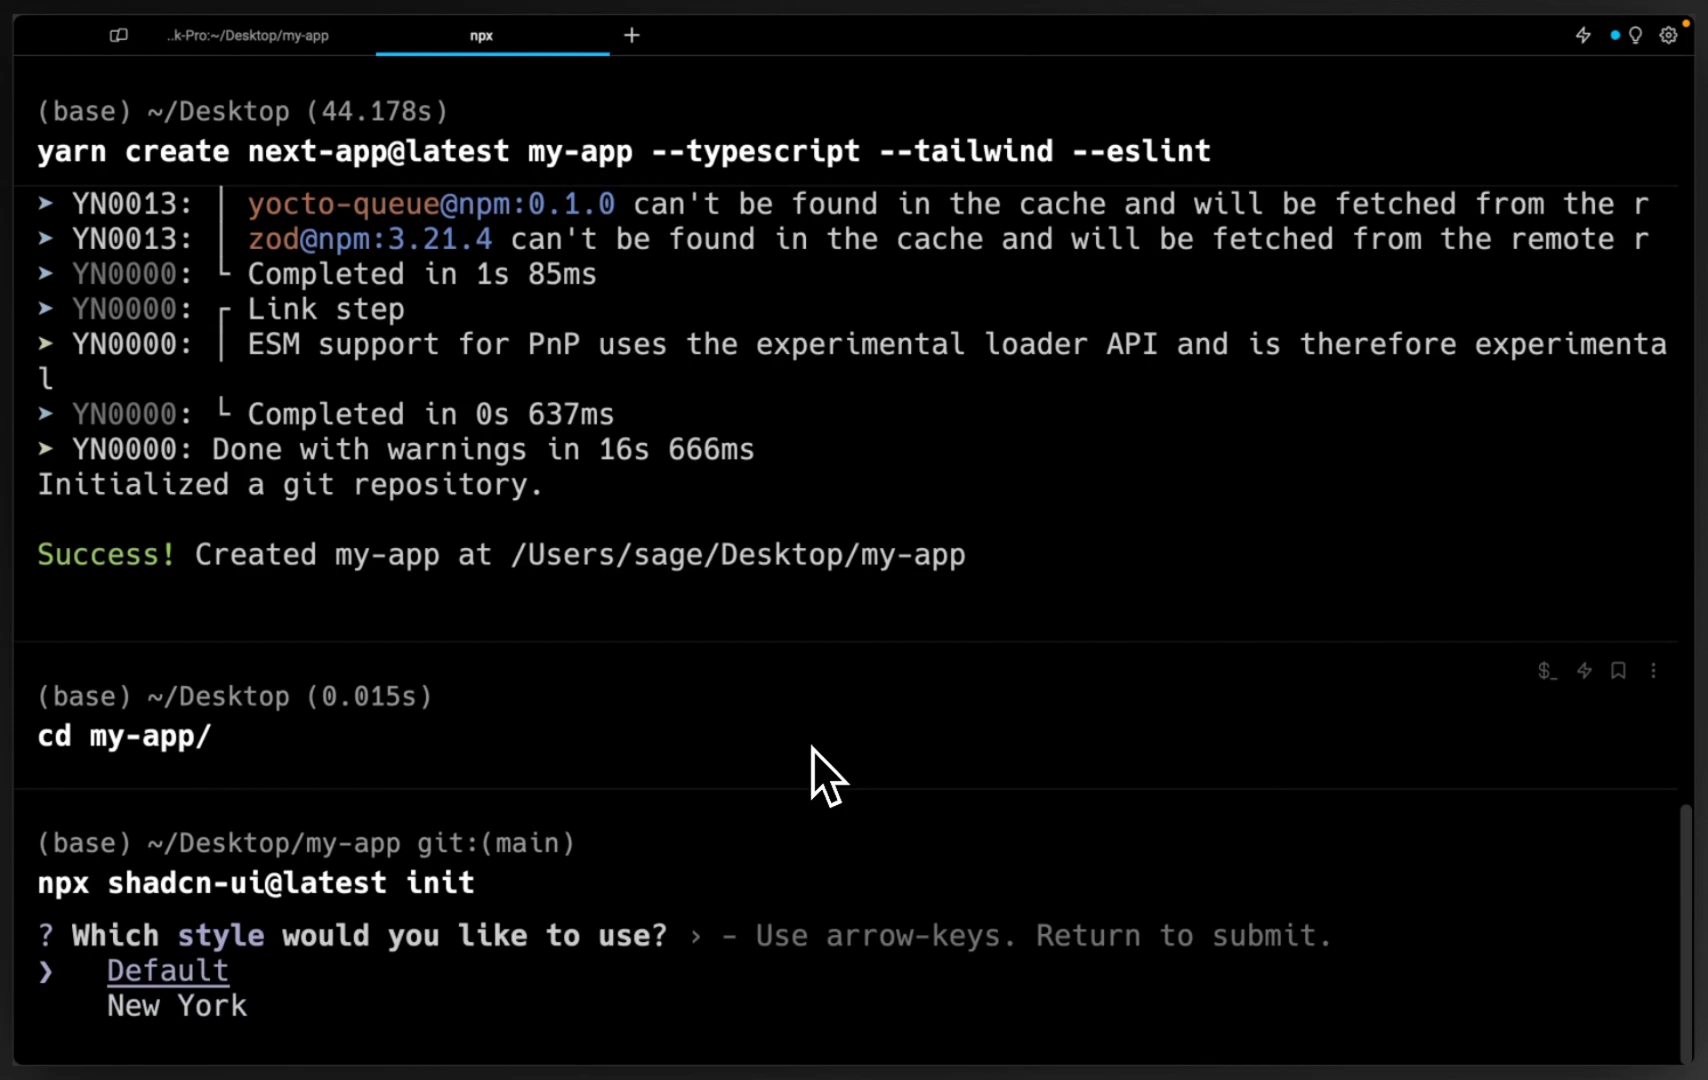 ..k-Pro:~/Desktop/my-app npx +
(base) ~/Desktop (44.178s)
yarn create next-app@latest my-app --typescript --tailwind --eslint
➤ YN0013: │ yocto-queue@npm:0.1.0 can't be found in the cache and will be fetched from the r
➤ YN0013: │ zod@npm:3.21.4 can't be found in the cache and will be fetched from the remote r
➤ YN0000: └ Completed in 1s 85ms
➤ YN0000: ┌ Link step
➤ YN0000: │ ESM support for PnP uses the experimental loader API and is therefore experimenta
l
➤ YN0000: └ Completed in 0s 637ms
➤ YN0000: Done with warnings in 16s 666ms
Initialized a git repository.
Success! Created my-app at /Users/sage/Desktop/my-app
$_
(base) ~/Desktop (0.015s)
cd my-app/
(base) ~/Desktop/my-app git:(main)
npx shadcn-ui@latest init
? Which style would you like to use? › - Use arrow-keys. Return to submit.
❯ Default
New York